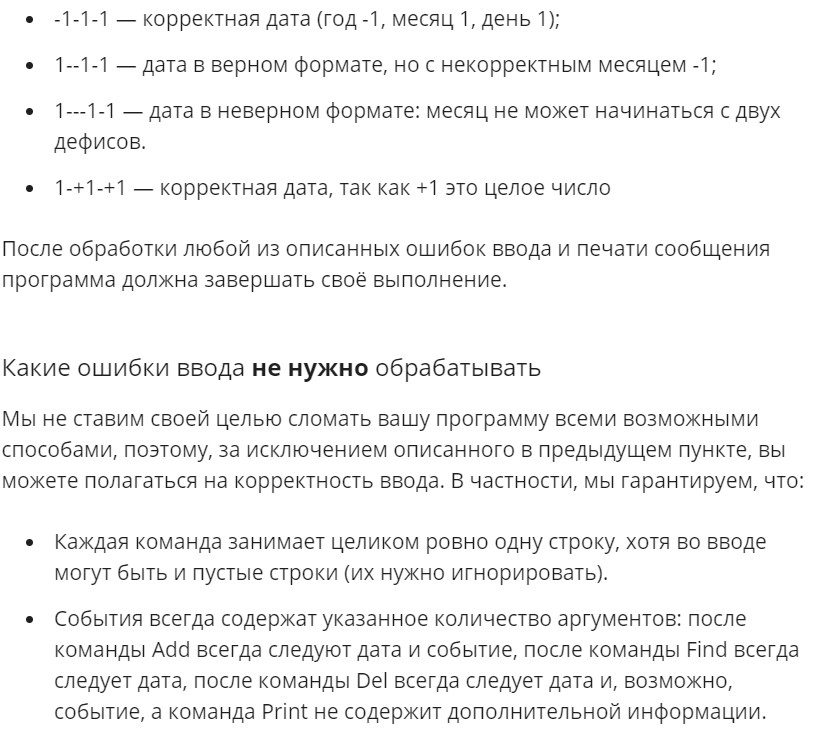 • -1-1-1 — корректная дата (год -1, месяц 1, день 1);
• 1--1-1 — дата в верном формате, но с некорректным месяцем -1;
• 1---1-1 — дата в неверном формате: месяц не может начинаться с двух
дефисов.
• 1-+1-+1 — корректная дата, так как +1 это целое число
После обработки любой из описанных ошибок ввода и печати сообщения
программа должна завершать своё выполнение.
Какие ошибки ввода не нужно обрабатывать
Мы не ставим своей целью сломать вашу программу всеми возможными
способами, поэтому, за исключением описанного в предыдущем пункте, вы
можете полагаться на корректность ввода. В частности, мы гарантируем, что:
• Каждая команда занимает целиком ровно одну строку, хотя во вводе
могут быть и пустые строки (их нужно игнорировать).
• События всегда содержат указанное количество аргументов: после
команды Add всегда следуют дата и событие, после команды Find всегда
следует дата, после команды Del всегда следует дата и, возможно,
событие, а команда Print не содержит дополнительной информации.